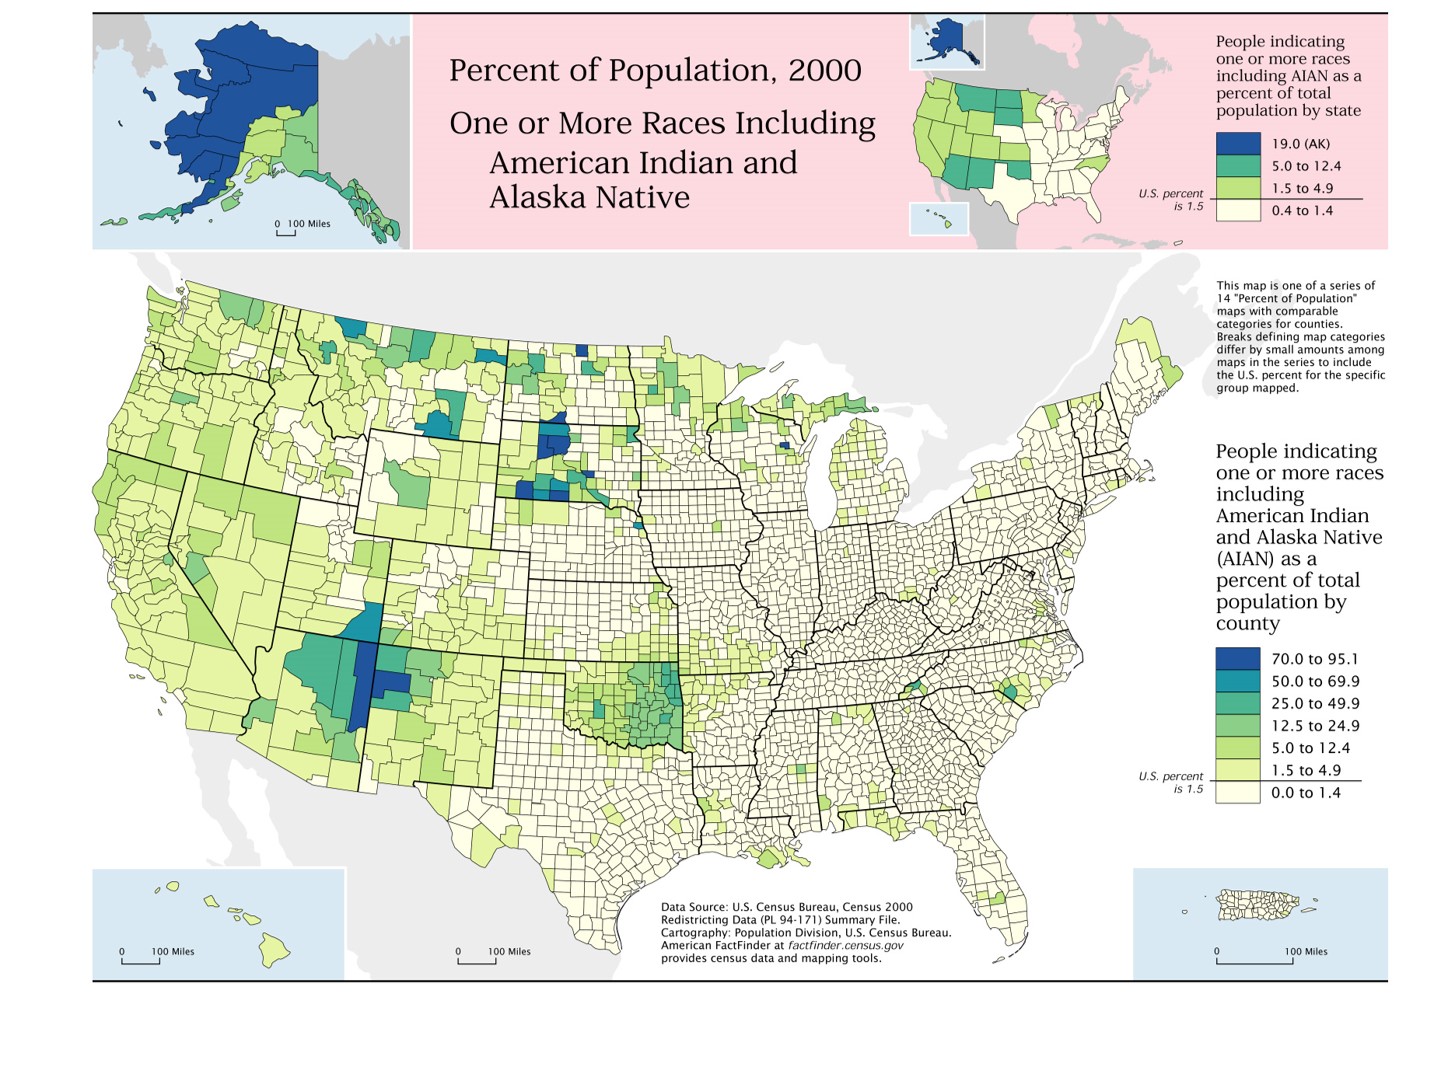 Percent of Population, 2000
One or More Races Including
American Indian and
Alaska Native
0 100 Miles
People indicating
one or more races
including AIAN as a
percent of total
population by state
19.0 (AK)
5.0 to 12.4
1.5 to 4.9
U.S. percent
is 1.5
0.4 to 1.4
This map is one of a series of
14 "Percent of Population"
maps with comparable
categories for counties.
Breaks defining map categories
differ by small amounts among
maps in the series to include
the U.S. percent for the specific
group mapped.
People indicating
one or more races
including
American Indian
and Alaska Native
(AIAN) as a
percent of total
population by
county
70.0 to 95.1
50.0 to 69.9
25.0 to 49.9
12.5 to 24.9
5.0 to 12.4
1.5 to 4.9
U.S. percent
is 1.5
0.0 to 1.4
0 100 Miles
0 100 Miles
Data Source: U.S. Census Bureau, Census 2000
Redistricting Data (PL 94-171) Summary File.
Cartography: Population Division, U.S. Census Bureau.
American FactFinder at factfinder.census.gov
provides census data and mapping tools.
0 100 Miles